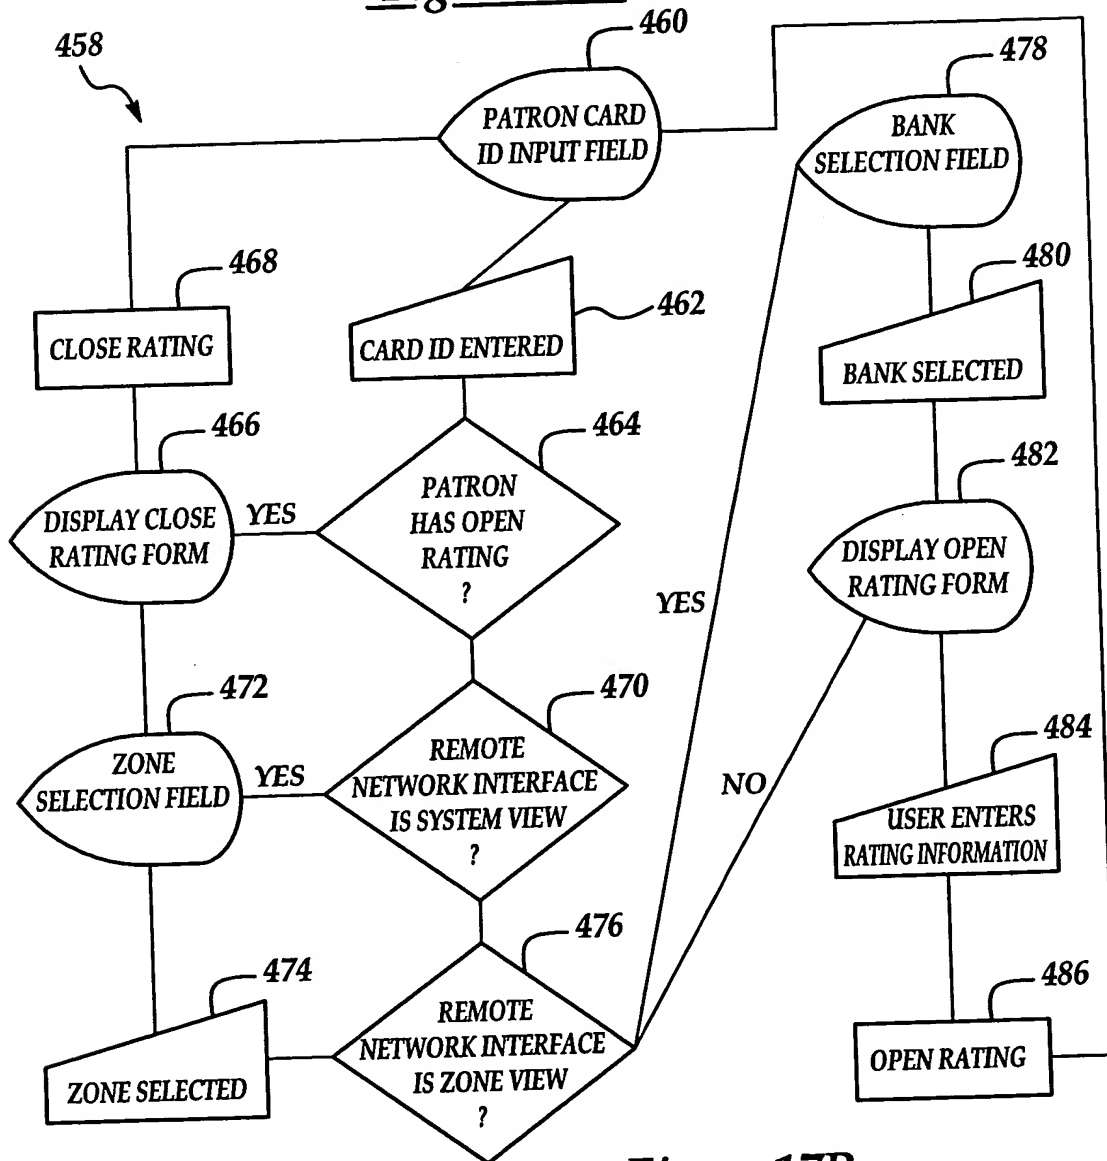 458
460
PATRON CARD
ID INPUT FIELD
478
BANK
SELECTION FIELD
468
CLOSE RATING
462
CARD ID ENTERED
480
BANK SELECTED
466
DISPLAY CLOSE
RATING FORM
YES
464
PATRON
HAS OPEN
RATING
?
482
DISPLAY OPEN
RATING FORM
YES
NO
472
ZONE
SELECTION FIELD
YES
470
REMOTE
NETWORK INTERFACE
IS SYSTEM VIEW
?
484
USER ENTERS
RATING INFORMATION
474
ZONE SELECTED
476
REMOTE
NETWORK INTERFACE
IS ZONE VIEW
?
486
OPEN RATING